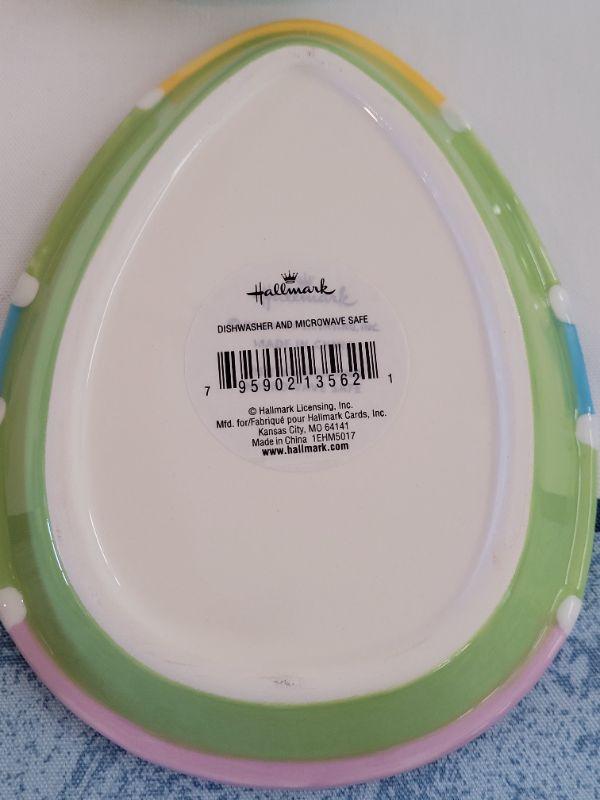 Hallmark
DISHWASHER AND MICROWAVE SAFE
7 95902 13562 1
© Hallmark Licensing, Inc.
Mfd. for/Fabriqué pour Hallmark Cards, Inc.
Kansas City, MO 64141
Made in China 1EHM5017
www.hallmark.com